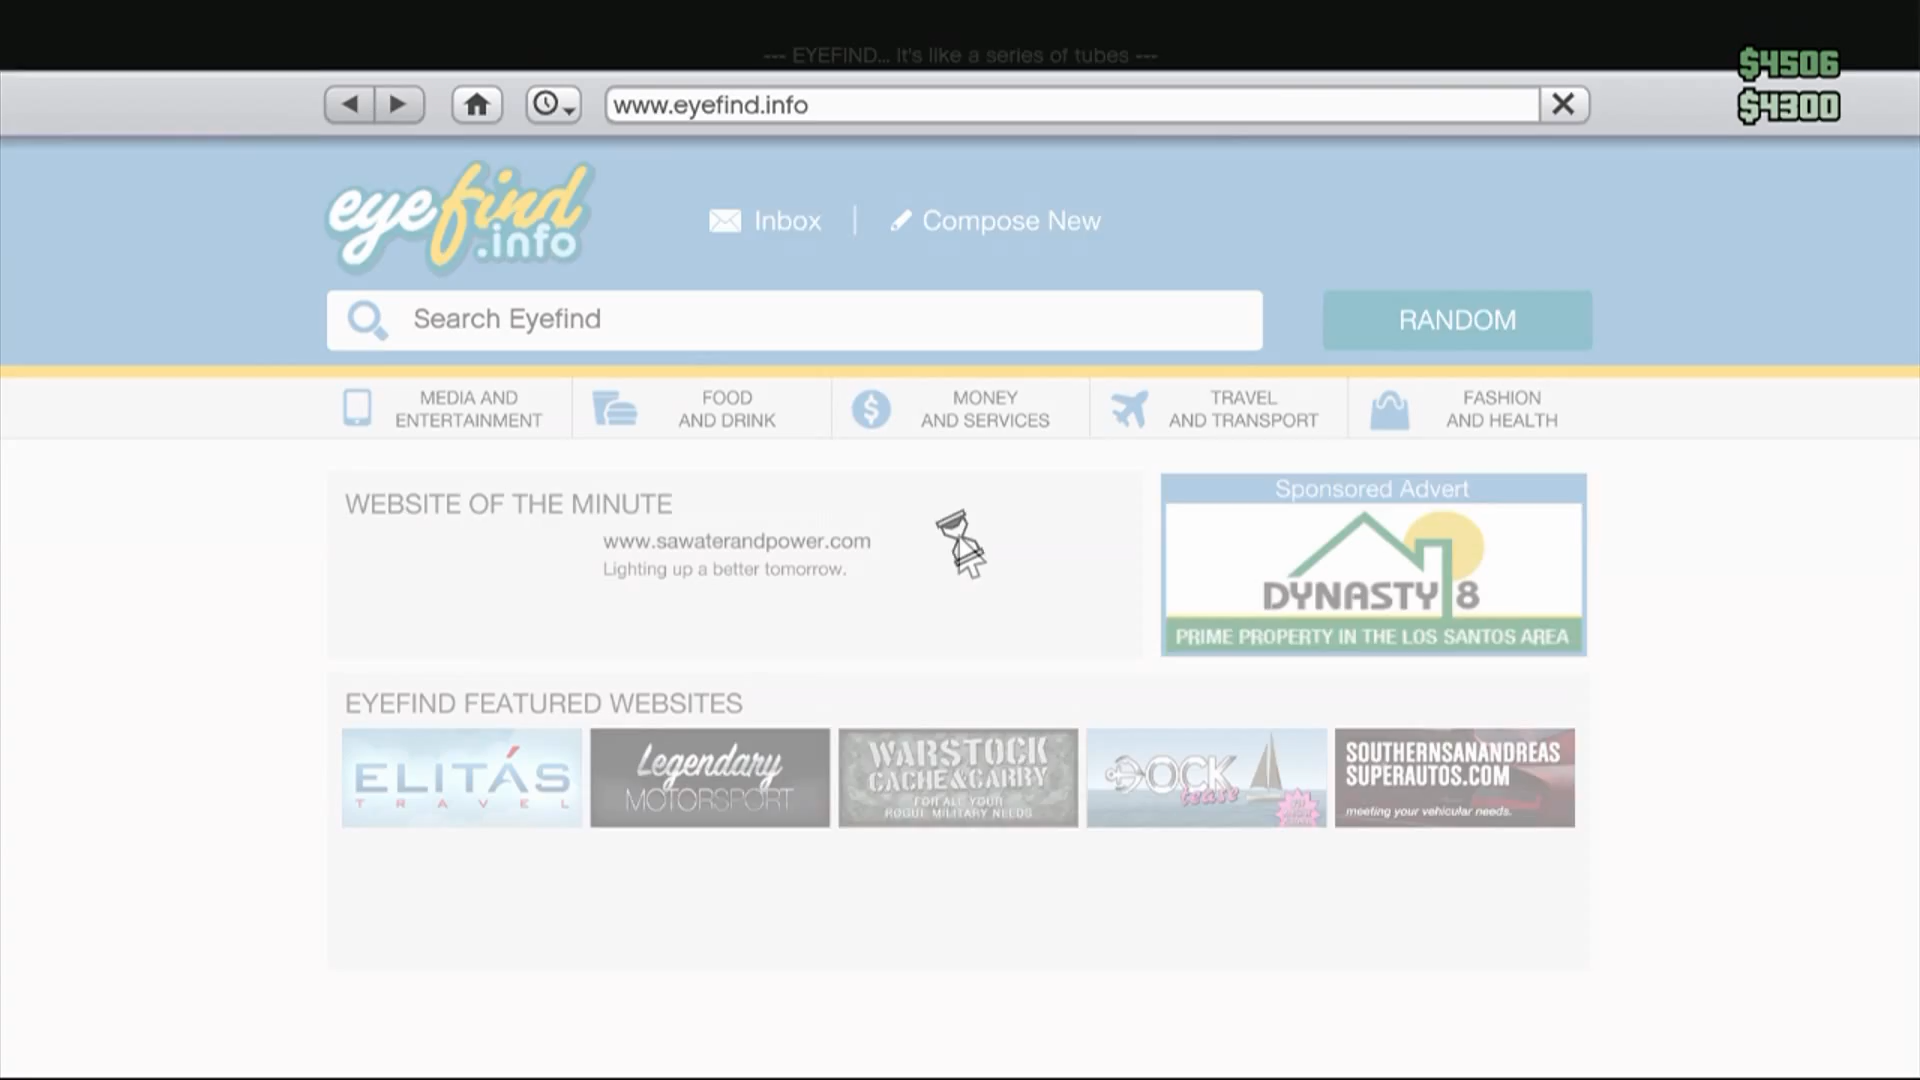 --- EYEFIND... It's like a series of tubes ---
$4506
$4300
www.eyefind.info
eyefind
.info
Inbox
Compose New
Search Eyefind
RANDOM
MEDIA AND
ENTERTAINMENT
FOOD
AND DRINK
MONEY
AND SERVICES
TRAVEL
AND TRANSPORT
FASHION
AND HEALTH
WEBSITE OF THE MINUTE
www.sawaterandpower.com
Lighting up a better tomorrow.
Sponsored Advert
DYNASTY 8
PRIME PROPERTY IN THE LOS SANTOS AREA
EYEFIND FEATURED WEBSITES
ELITÁS
TRAVEL
Legendary
MOTORSPORT
WARSTOCK
CACHE&CARRY
FOR ALL YOUR
ROGUE MILITARY NEEDS
DOCK
tease
SOUTHERNSANANDREAS
SUPERAUTOS.COM
meeting your vehicular needs.